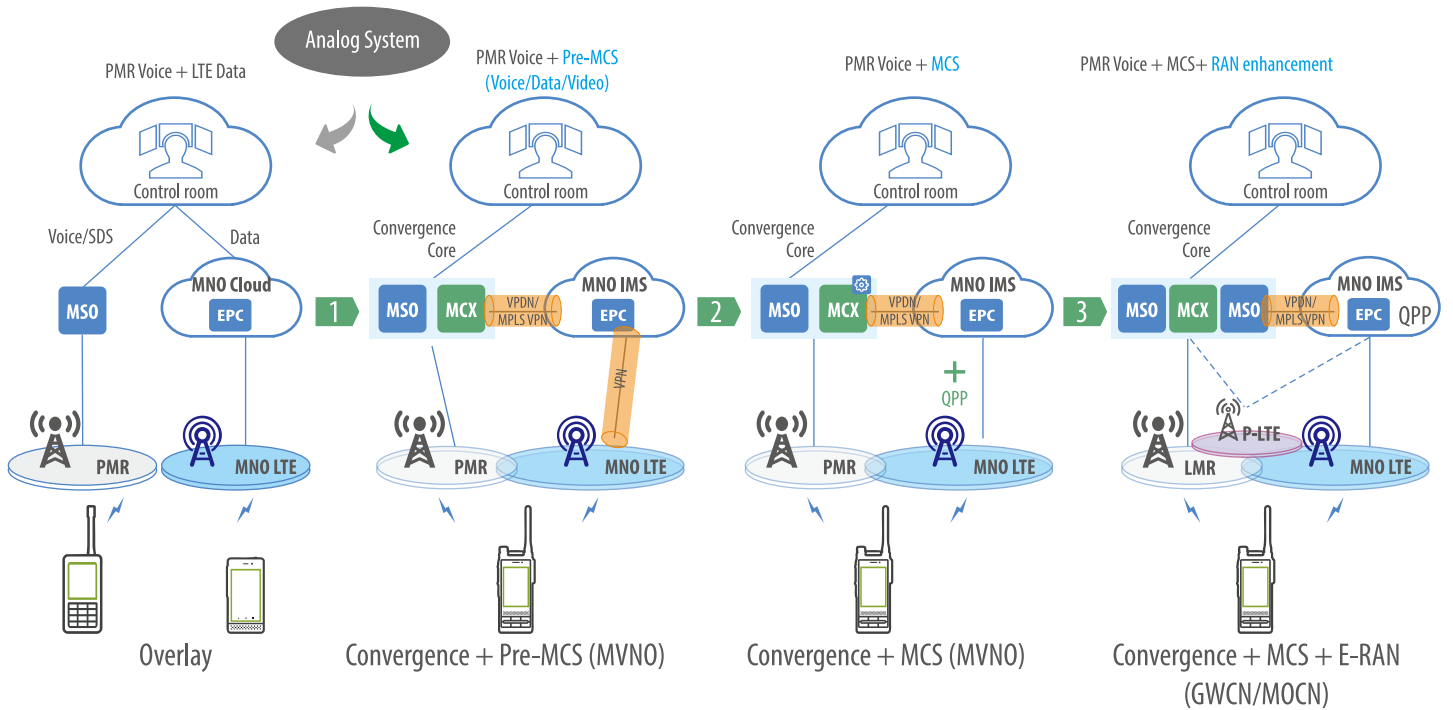 Analog System
PMR Voice + LTE Data
Control room
Voice/SDS
Data
MSO
MNO Cloud
EPC
PMR
MNO LTE
Overlay
1
PMR Voice + Pre-MCS
(Voice/Data/Video)
Control room
Convergence
Core
MSO
MCX
VPDN/
MPLS VPN
MNO IMS
EPC
VPN
PMR
MNO LTE
Convergence + Pre-MCS (MVNO)
2
PMR Voice + MCS
Control room
Convergence
Core
MSO
MCX
VPDN/
MPLS VPN
MNO IMS
EPC
+
QPP
PMR
MNO LTE
Convergence + MCS (MVNO)
3
PMR Voice + MCS+ RAN enhancement
Control room
Convergence
Core
MSO
MCX
MSO
VPDN/
MPLS VPN
MNO IMS
EPC
QPP
P-LTE
LMR
MNO LTE
Convergence + MCS + E-RAN
(GWCN/MOCN)